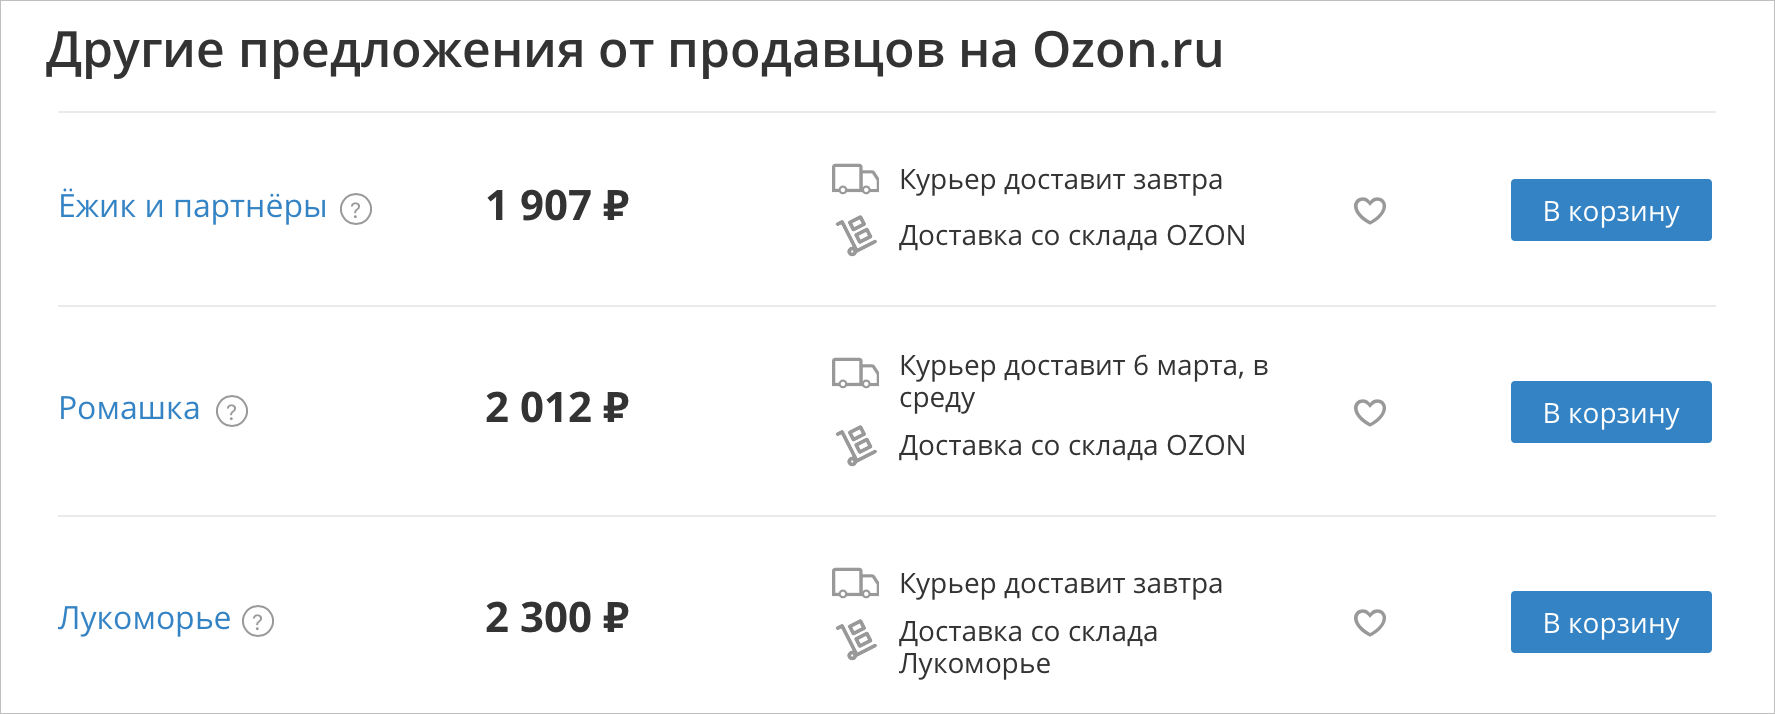 Другие предложения от продавцов на Ozon.ru
Ёжик и партнёры ?
1 907 ₽
Курьер доставит завтра
Доставка со склада OZON
В корзину
Ромашка ?
2 012 ₽
Курьер доставит 6 марта, в
среду
Доставка со склада OZON
В корзину
Лукоморье ?
2 300 ₽
Курьер доставит завтра
Доставка со склада
Лукоморье
В корзину